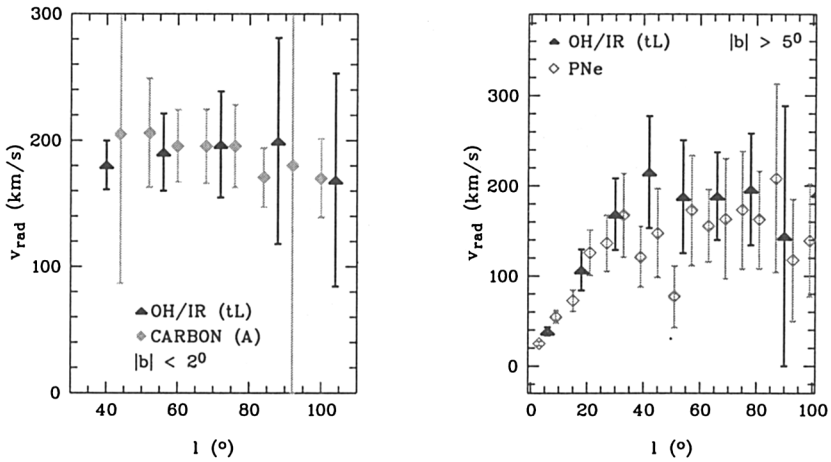 300
200
100
0
v_rad (km/s)
OH/IR (tL)
CARBON (A)
|b| < 2⁰
40 60 80 100
l (°)
OH/IR (tL) |b| > 5⁰
PNe
300
200
100
0
v_rad (km/s)
0 20 40 60 80 100
l (°)